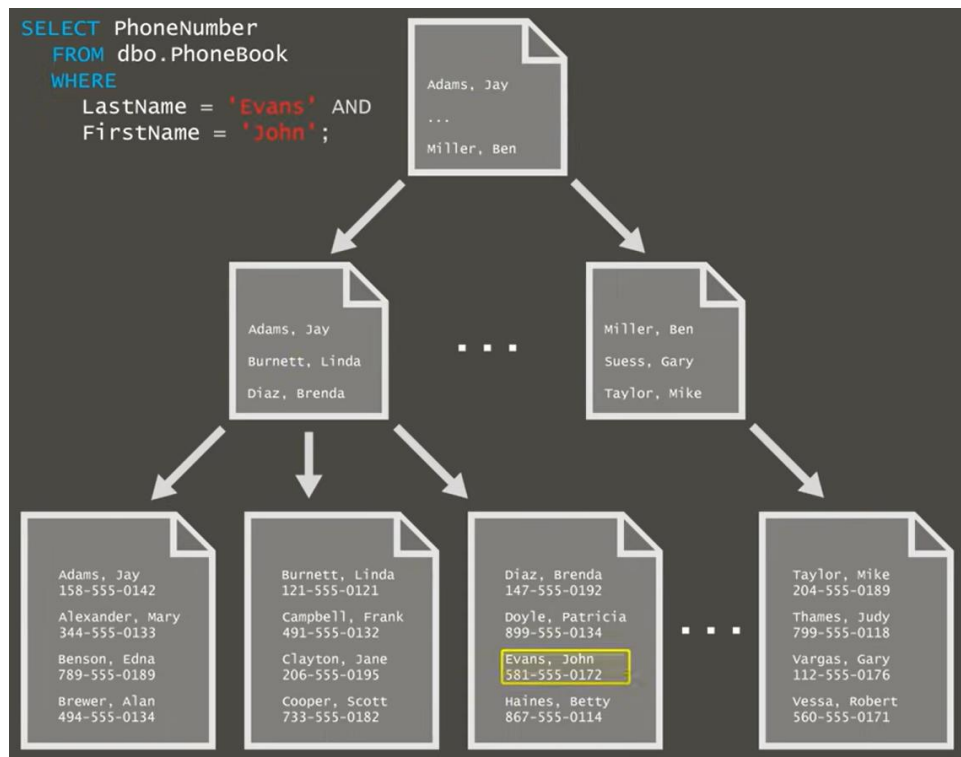 SELECT PhoneNumber
FROM dbo.PhoneBook
WHERE
LastName = 'Evans' AND
FirstName = 'John';
Adams, Jay
...
Miller, Ben
Adams, Jay
Burnett, Linda
Diaz, Brenda
...
Miller, Ben
Suess, Gary
Taylor, Mike
Adams, Jay
158-555-0142
Alexander, Mary
344-555-0133
Benson, Edna
789-555-0189
Brewer, Alan
494-555-0134
Burnett, Linda
121-555-0121
Campbell, Frank
491-555-0132
Clayton, Jane
206-555-0195
Cooper, Scott
733-555-0182
Diaz, Brenda
147-555-0192
Doyle, Patricia
899-555-0134
Evans, John
581-555-0172
Haines, Betty
867-555-0114
...
Taylor, Mike
204-555-0189
Thames, Judy
799-555-0118
Vargas, Gary
112-555-0176
Vessa, Robert
560-555-0171